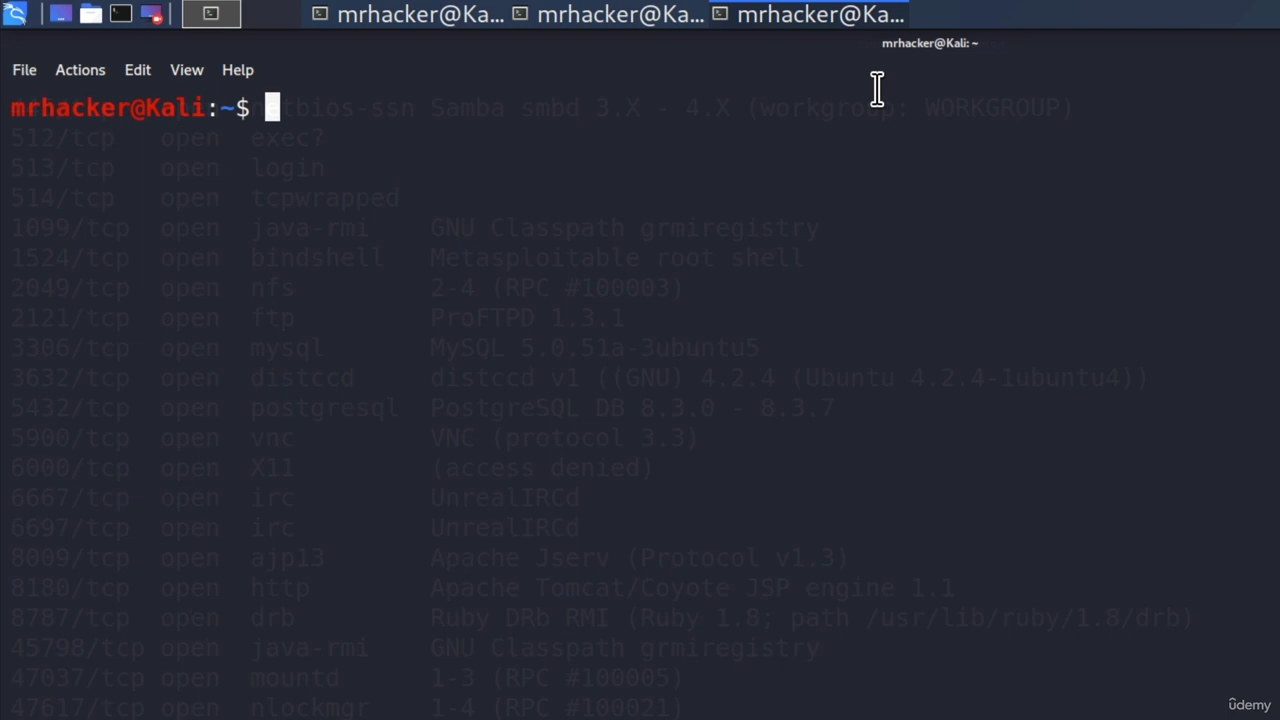 mrhacker@Ka... mrhacker@Ka... mrhacker@Ka...
mrhacker@Kali: ~
File Actions Edit View Help
mrhacker@Kali:~$ netbios-ssn Samba smbd 3.X - 4.X (workgroup: WORKGROUP)
512/tcp open exec?
513/tcp open login
514/tcp open tcpwrapped
1099/tcp open java-rmi GNU Classpath grmiregistry
1524/tcp open bindshell Metasploitable root shell
2049/tcp open nfs 2-4 (RPC #100003)
2121/tcp open ftp ProFTPD 1.3.1
3306/tcp open mysql MySQL 5.0.51a-3ubuntu5
3632/tcp open distccd distccd v1 ((GNU) 4.2.4 (Ubuntu 4.2.4-1ubuntu4))
5432/tcp open postgresql PostgreSQL DB 8.3.0 - 8.3.7
5900/tcp open vnc VNC (protocol 3.3)
6000/tcp open X11 (access denied)
6667/tcp open irc UnrealIRCd
6697/tcp open irc UnrealIRCd
8009/tcp open ajp13 Apache Jserv (Protocol v1.3)
8180/tcp open http Apache Tomcat/Coyote JSP engine 1.1
8787/tcp open drb Ruby DRb RMI (Ruby 1.8; path /usr/lib/ruby/1.8/drb)
45798/tcp open java-rmi GNU Classpath grmiregistry
47037/tcp open mountd 1-3 (RPC #100005)
47617/tcp open nlockmgr 1-4 (RPC #100021)
ûdemy